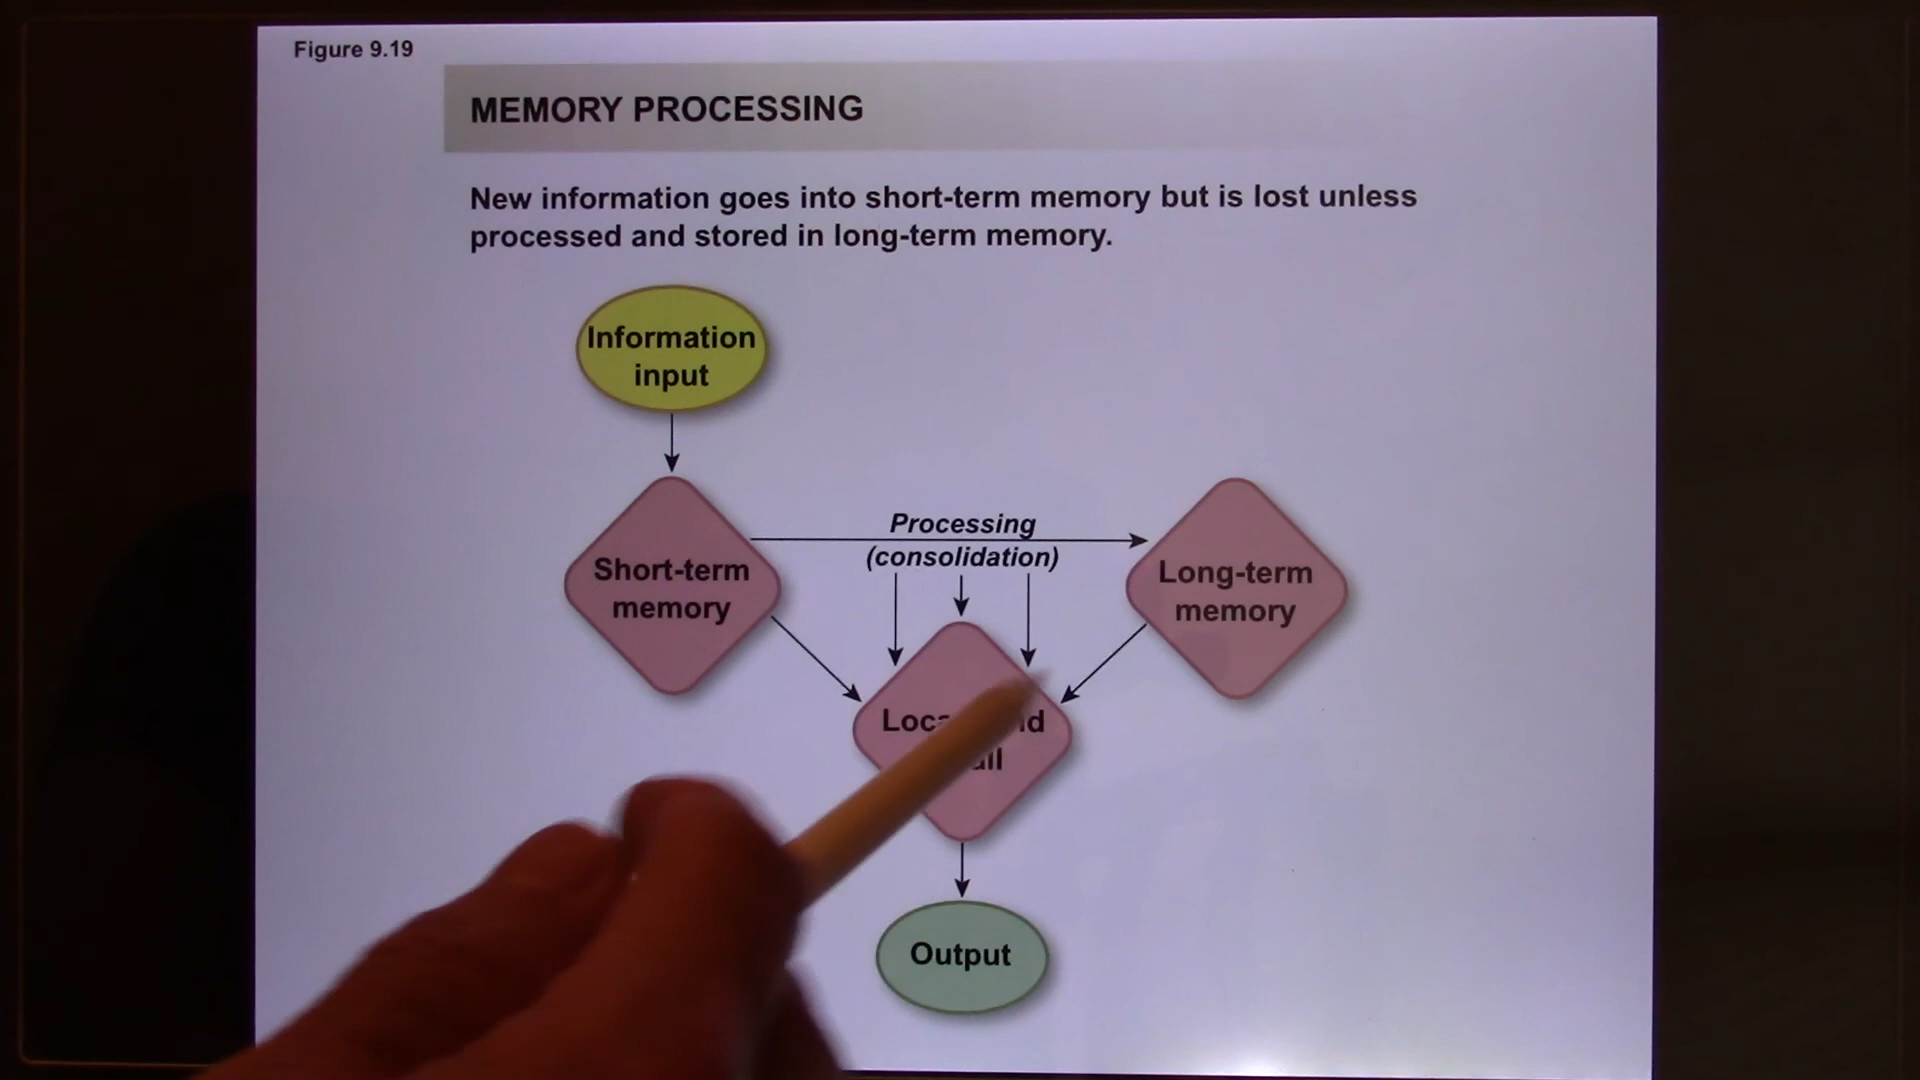 Figure 9.19
MEMORY PROCESSING
New information goes into short-term memory but is lost unless
processed and stored in long-term memory.
Information
input
Processing
(consolidation)
Short-term
memory
Long-term
memory
Output